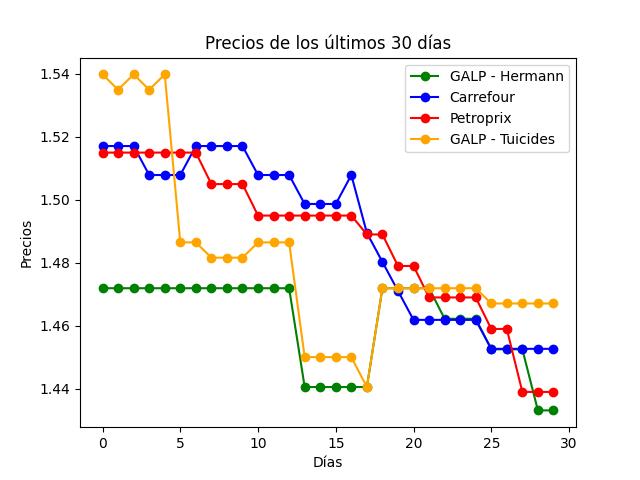 Precios de los últimos 30 días
GALP - Hermann
Carrefour
Petroprix
GALP - Tuicides
Precios
1.54
1.52
1.50
1.48
1.46
1.44
0 5 10 15 20 25 30
Días